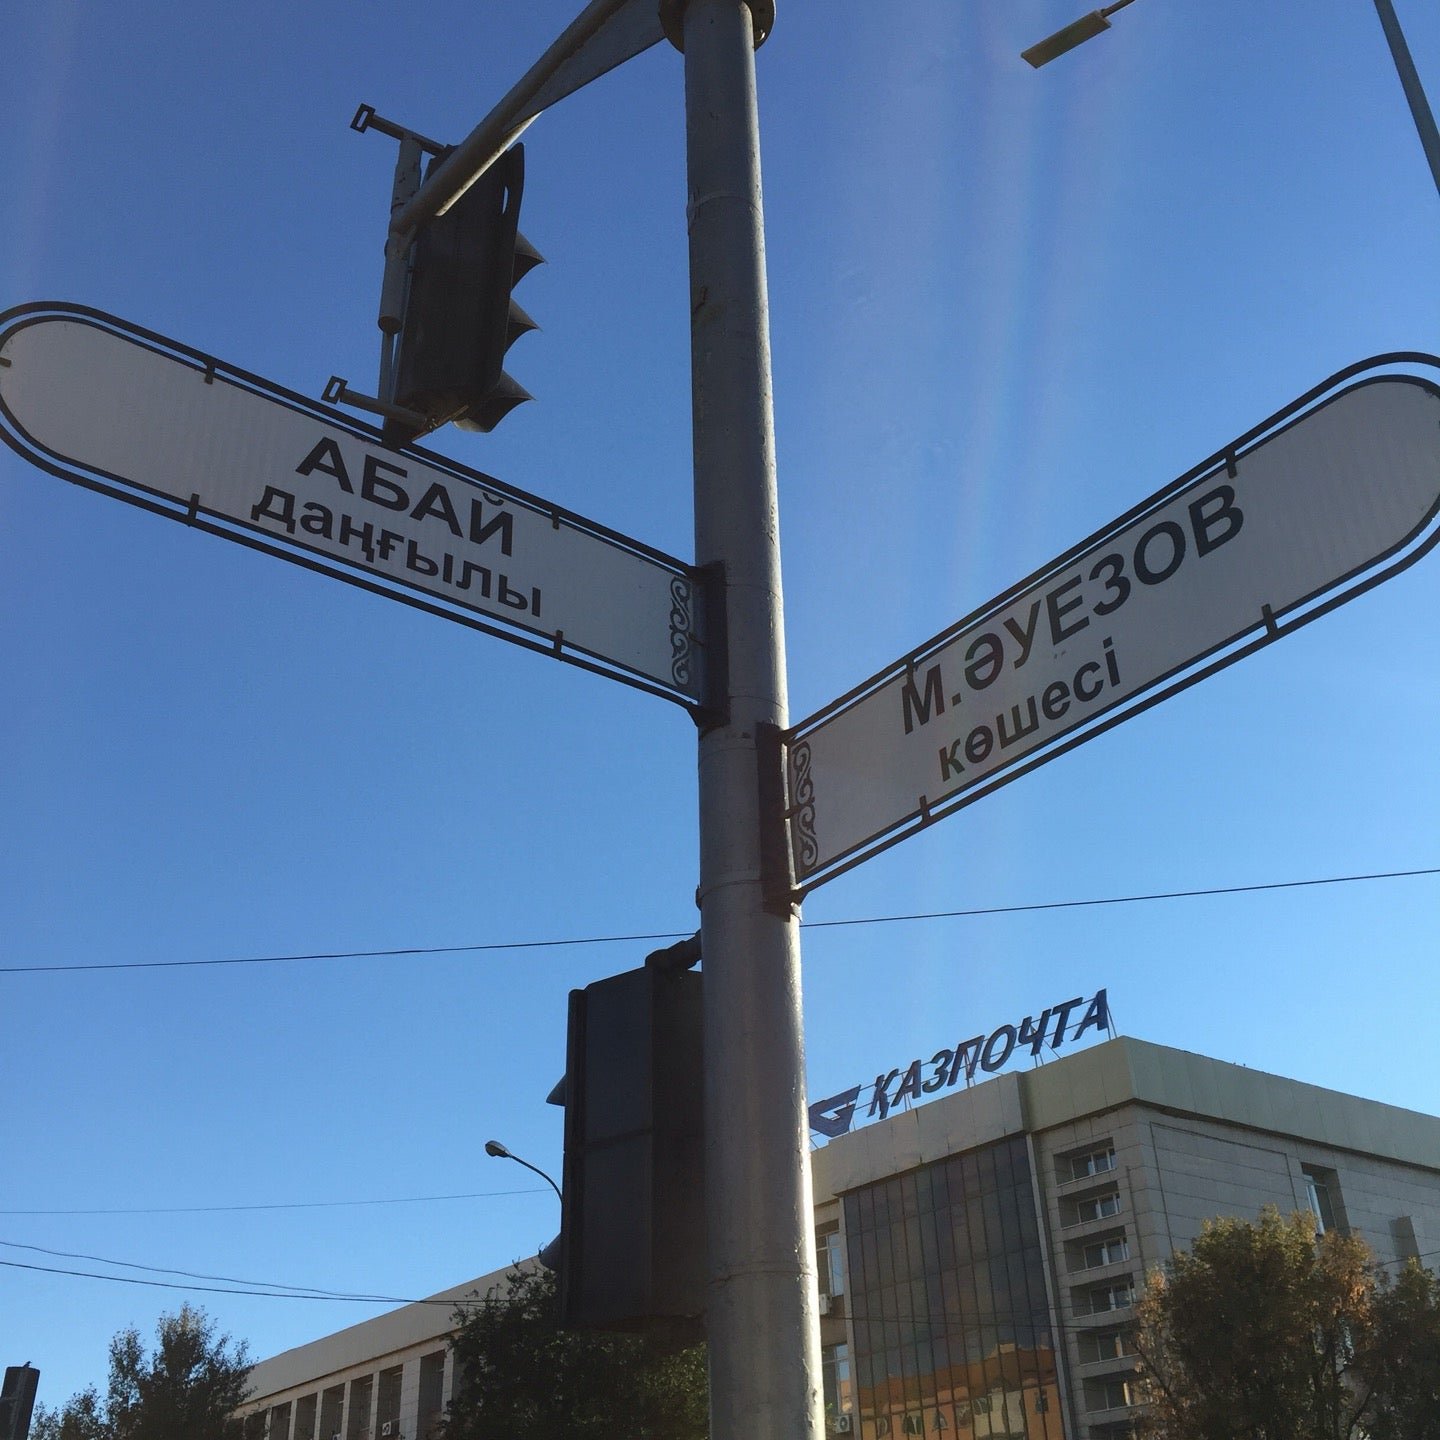 АБАЙ
даңғылы
М.ӘУЕЗОВ
көшесі
ҚАЗПОЧТА